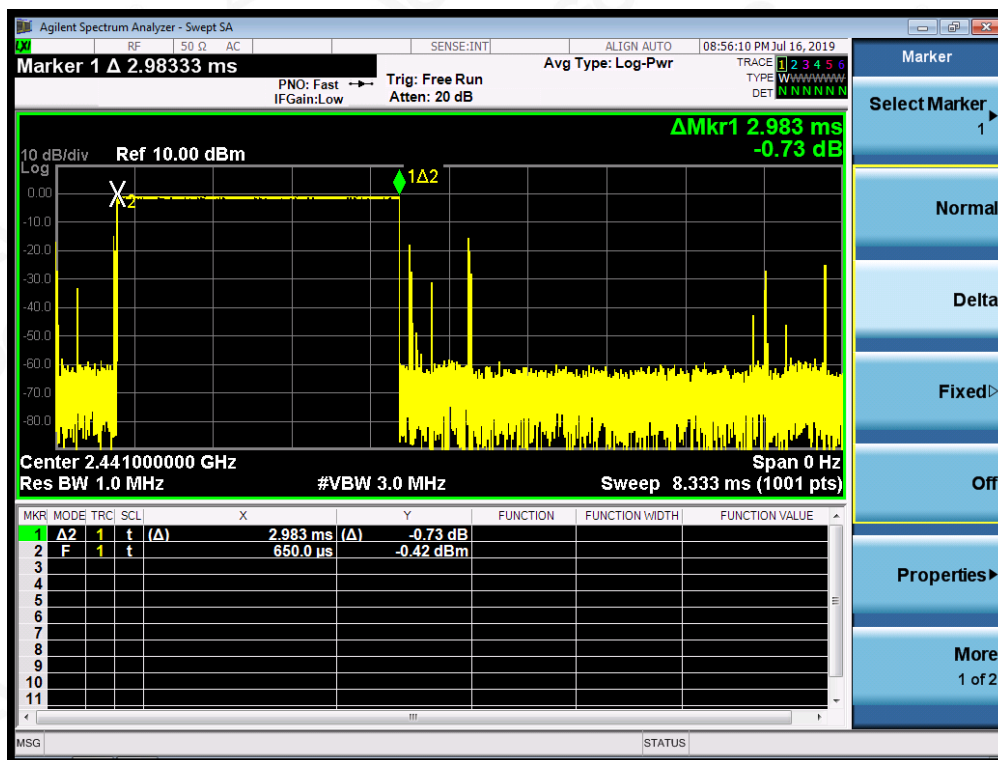 Agilent Spectrum Analyzer - Swept SA
LXI RF 50 Ω AC SENSE:INT ALIGN AUTO 08:56:10 PM Jul 16, 2019
Marker 1 Δ 2.98333 ms
PNO: Fast
IFGain:Low
Trig: Free Run
Atten: 20 dB
Avg Type: Log-Pwr
TRACE 1 2 3 4 5 6
TYPE WWWWWW
DET N N N N N N
ΔMkr1 2.983 ms
-0.73 dB
10 dB/div Ref 10.00 dBm
Log
0.00
-10.0
-20.0
-30.0
-40.0
-50.0
-60.0
-70.0
-80.0
X2
1Δ2
Center 2.441000000 GHz Span 0 Hz
Res BW 1.0 MHz #VBW 3.0 MHz Sweep 8.333 ms (1001 pts)
MKR MODE TRC SCL X Y FUNCTION FUNCTION WIDTH FUNCTION VALUE
1 Δ2 1 t (Δ) 2.983 ms (Δ) -0.73 dB
2 F 1 t 650.0 µs -0.42 dBm
3
4
5
6
7
8
9
10
11
MSG STATUS
Marker
Select Marker
1
Normal
Delta
Fixed
Off
Properties
More
1 of 2